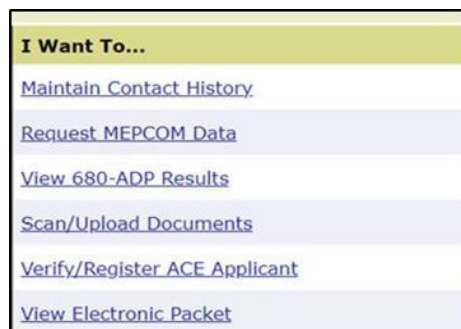 I Want To...
Maintain Contact History
Request MEPCOM Data
View 680-ADP Results
Scan/Upload Documents
Verify/Register ACE Applicant
View Electronic Packet